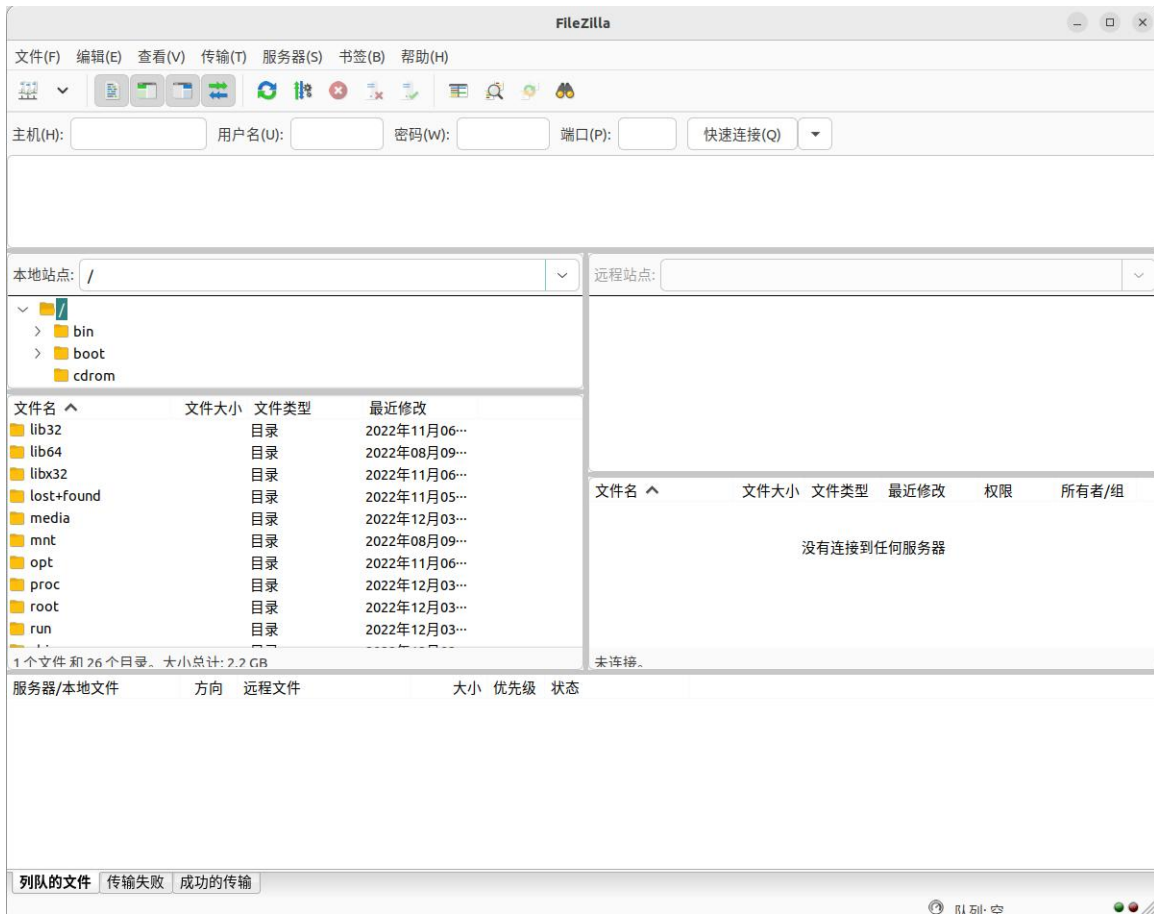 FileZilla
文件(F) 编辑(E) 查看(V) 传输(T) 服务器(S) 书签(B) 帮助(H)
主机(H): 用户名(U): 密码(W): 端口(P): 快速连接(Q)
本地站点: /
远程站点:
/
bin
boot
cdrom
文件名 文件大小 文件类型 最近修改
lib32 目录 2022年11月06…
lib64 目录 2022年08月09…
libx32 目录 2022年11月06…
lost+found 目录 2022年11月05…
media 目录 2022年12月03…
mnt 目录 2022年08月09…
opt 目录 2022年11月06…
proc 目录 2022年12月03…
root 目录 2022年12月03…
run 目录 2022年12月03…
1个文件 和 26个目录。大小总计: 2.2 GB
文件名 文件大小 文件类型 最近修改 权限 所有者/组
没有连接到任何服务器
未连接。
服务器/本地文件 方向 远程文件 大小 优先级 状态
列队的文件 传输失败 成功的传输
队列: 空